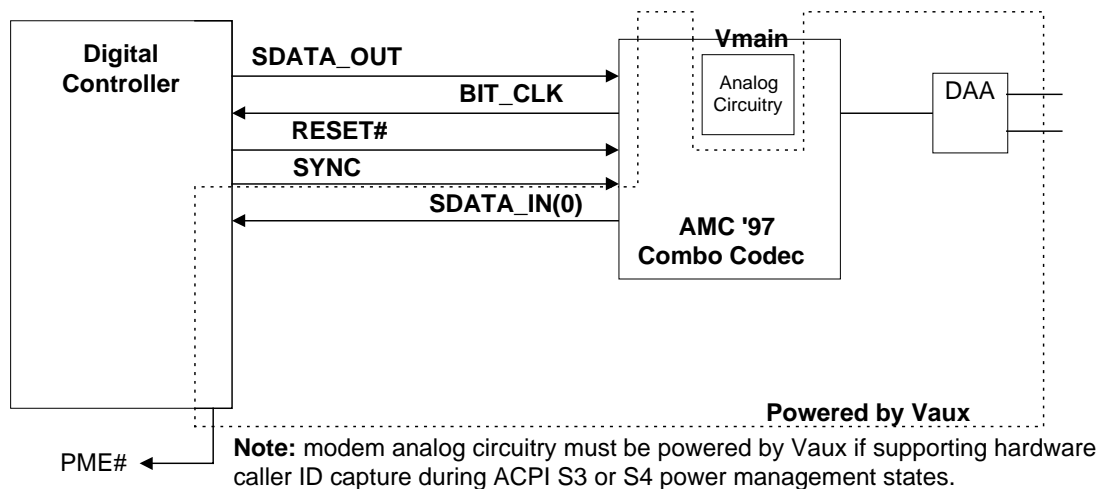 Digital
Controller
SDATA_OUT
BIT_CLK
RESET#
SYNC
SDATA_IN(0)
Vmain
Analog
Circuitry
AMC '97
Combo Codec
DAA
Powered by Vaux
PME#
Note: modem analog circuitry must be powered by Vaux if supporting hardware
caller ID capture during ACPI S3 or S4 power management states.